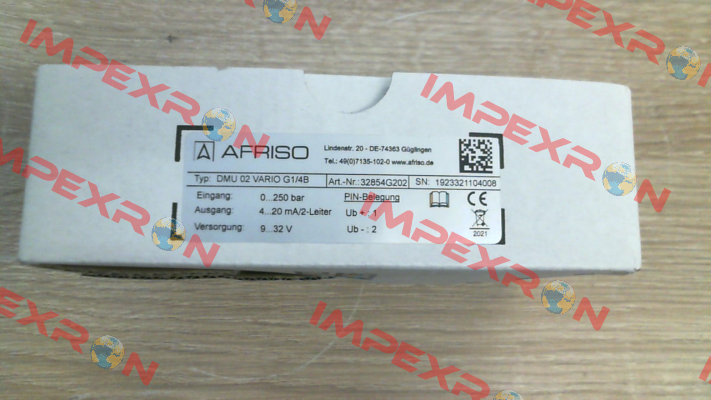 AFRISO
Lindenstr. 20 - DE-74363 Güglingen
Tel.: 49(0)7135-102-0 www.afriso.de
Typ: DMU 02 VARIO G1/4B
Art.-Nr.: 32854G202
SN: 1923321104008
Eingang: 0...250 bar
PIN-Belegung
Ausgang: 4...20 mA/2-Leiter
Ub + : 1
Versorgung: 9...32 V
Ub - : 2
CE
2021
IMPEXRON
IMPEXRON
IMPEXRON
IMPEXRON
IMPEXRON
IMPEXRON